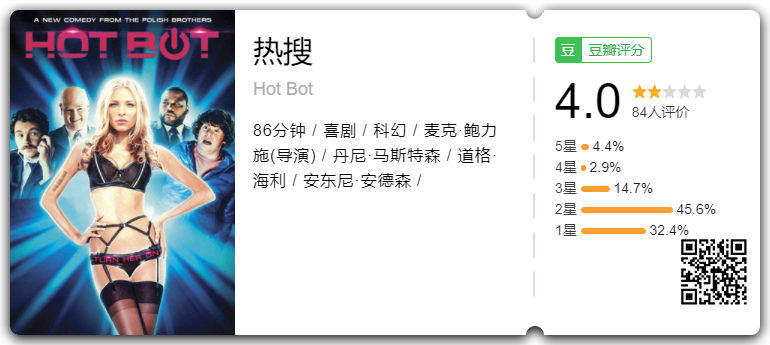 A NEW COMEDY FROM THE POLISH BROTHERS
HOT BOT
TURN HER ON
热搜
Hot Bot
86分钟 / 喜剧 / 科幻 / 麦克·鲍力
施(导演) / 丹尼·马斯特森 / 道格·
海利 / 安东尼·安德森 /
豆 豆瓣评分
4.0
84人评价
5星 4.4%
4星 2.9%
3星 14.7%
2星 45.6%
1星 32.4%